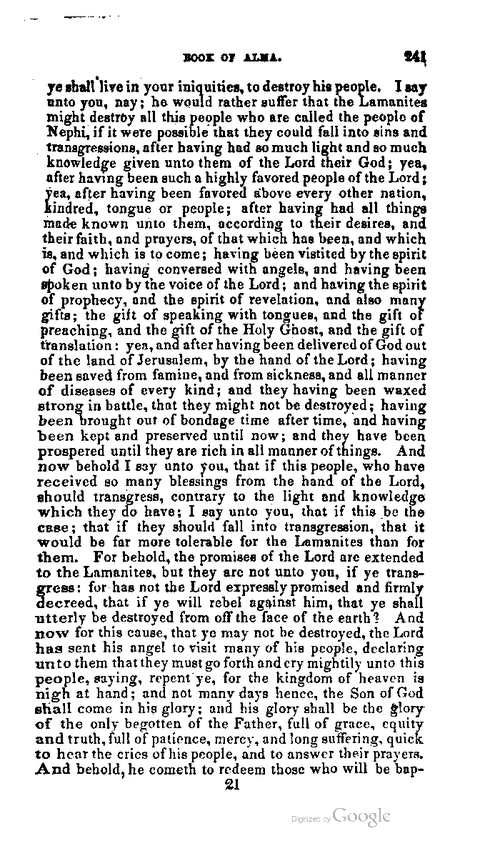 BOOK OF ALMA. 241
ye shall live in your iniquities, to destroy his people. I say
unto you, nay; he would rather suffer that the Lamanites
might destroy all this people who are called the people of
Nephi, if it were possible that they could fall into sins and
transgressions, after having had so much light and so much
knowledge given unto them of the Lord their God; yea,
after having been such a highly favored people of the Lord;
yea, after having been favored above every other nation,
kindred, tongue or people; after having had all things
made known unto them, according to their desires, and
their faith, and prayers, of that which has been, and which
is, and which is to come; having been visited by the spirit
of God; having conversed with angels, and having been
spoken unto by the voice of the Lord; and having the spirit
of prophecy, and the spirit of revelation, and also many
gifts; the gift of speaking with tongues, and the gift of
preaching, and the gift of the Holy Ghost, and the gift of
translation: yea, and after having been delivered of God out
of the land of Jerusalem, by the hand of the Lord; having
been saved from famine, and from sickness, and all manner
of diseases of every kind; and they having been waxed
strong in battle, that they might not be destroyed; having
been brought out of bondage time after time, and having
been kept and preserved until now; and they have been
prospered until they are rich in all manner of things. And
now behold I say unto you, that if this people, who have
received so many blessings from the hand of the Lord,
should transgress, contrary to the light and knowledge
which they do have; I say unto you, that if this be the
case; that if they should fall into transgression, that it
would be far more tolerable for the Lamanites than for
them. For behold, the promises of the Lord are extended
to the Lamanites, but they are not unto you, if ye trans-
gress: for has not the Lord expressly promised and firmly
decreed, that if ye will rebel against him, that ye shall
utterly be destroyed from off the face of the earth? And
now for this cause, that ye may not be destroyed, the Lord
has sent his angel to visit many of his people, declaring
unto them that they must go forth and cry mightily unto this
people, saying, repent ye, for the kingdom of heaven is
nigh at hand; and not many days hence, the Son of God
shall come in his glory; and his glory shall be the glory
of the only begotten of the Father, full of grace, equity
and truth, full of patience, mercy, and long suffering, quick
to hear the cries of his people, and to answer their prayers.
And behold, he cometh to redeem those who will be bap-
21
Digitized by Google